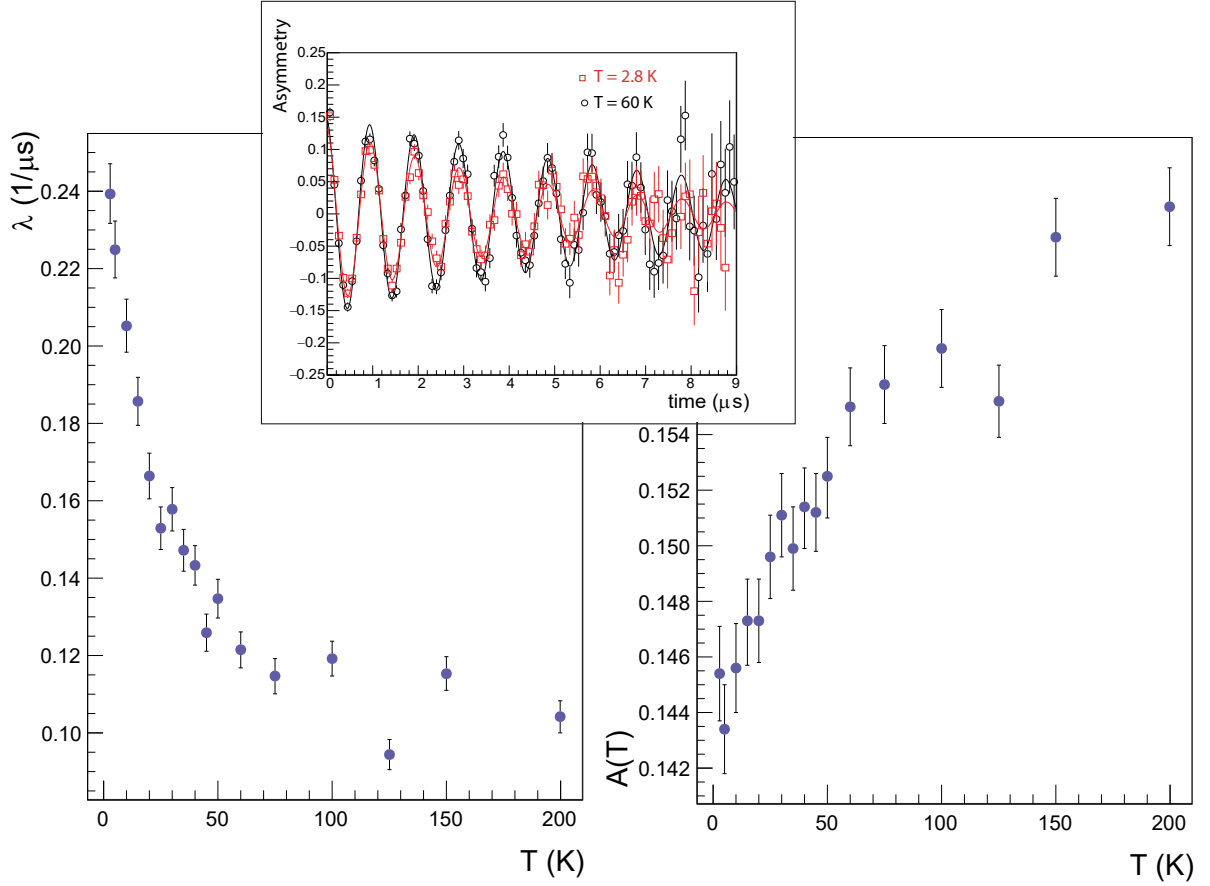 Asymmetry
0.25
0.2
0.15
0.1
0.05
0
−0.05
−0.1
−0.15
−0.2
−0.25
T = 2.8 K
T = 60 K
0 1 2 3 4 5 6 7 8 9
time (μs)
λ (1/μs)
0.24
0.22
0.20
0.18
0.16
0.14
0.12
0.10
0 50 100 150 200
T (K)
A(T)
0.154
0.152
0.150
0.148
0.146
0.144
0.142
0 50 100 150 200
T (K)